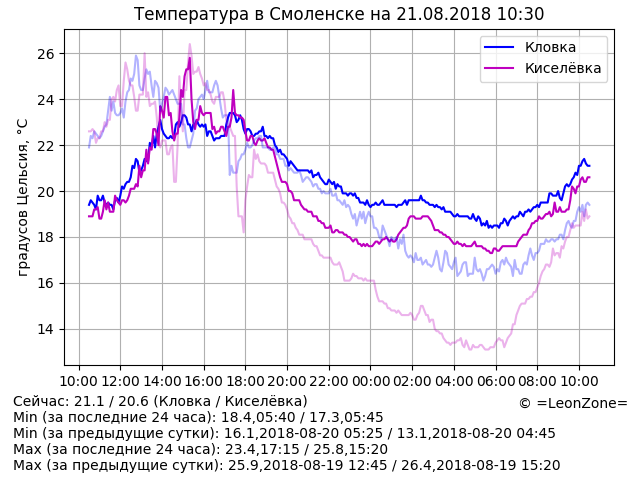 Температура в Смоленске на 21.08.2018 10:30
градусов Цельсия, °C
26
24
22
20
18
16
14
Кловка
Киселёвка
10:00 12:00 14:00 16:00 18:00 20:00 22:00 00:00 02:00 04:00 06:00 08:00 10:00
Сейчас: 21.1 / 20.6 (Кловка / Киселёвка)
© =LeonZone=
Min (за последние 24 часа): 18.4,05:40 / 17.3,05:45
Min (за предыдущие сутки): 16.1,2018-08-20 05:25 / 13.1,2018-08-20 04:45
Max (за последние 24 часа): 23.4,17:15 / 25.8,15:20
Max (за предыдущие сутки): 25.9,2018-08-19 12:45 / 26.4,2018-08-19 15:20